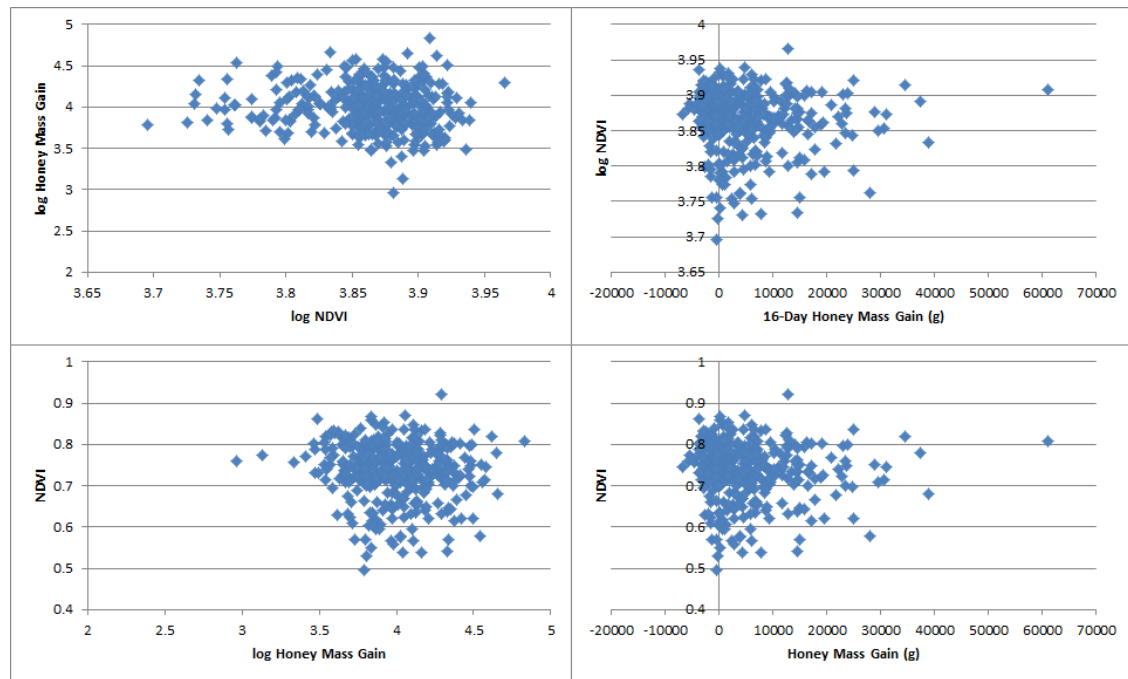 5
4.5
4
3.5
3
2.5
2
log Honey Mass Gain
3.65 3.7 3.75 3.8 3.85 3.9 3.95 4
log NDVI
4
3.95
3.9
3.85
3.8
3.75
3.7
3.65
log NDVI
-20000 -10000 0 10000 20000 30000 40000 50000 60000 70000
16-Day Honey Mass Gain (g)
1
0.9
0.8
0.7
0.6
0.5
0.4
NDVI
2 2.5 3 3.5 4 4.5 5
log Honey Mass Gain
1
0.9
0.8
0.7
0.6
0.5
0.4
NDVI
-20000 -10000 0 10000 20000 30000 40000 50000 60000 70000
Honey Mass Gain (g)